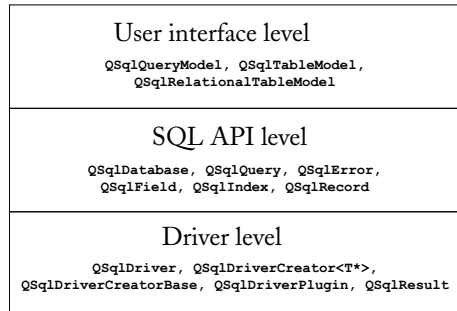 User interface level
QSqlQueryModel, QSqlTableModel,
QSqlRelationalTableModel
SQL API level
QSqlDatabase, QSqlQuery, QSqlError,
QSqlField, QSqlIndex, QSqlRecord
Driver level
QSqlDriver, QSqlDriverCreator<T*>,
QSqlDriverCreatorBase, QSqlDriverPlugin, QSqlResult